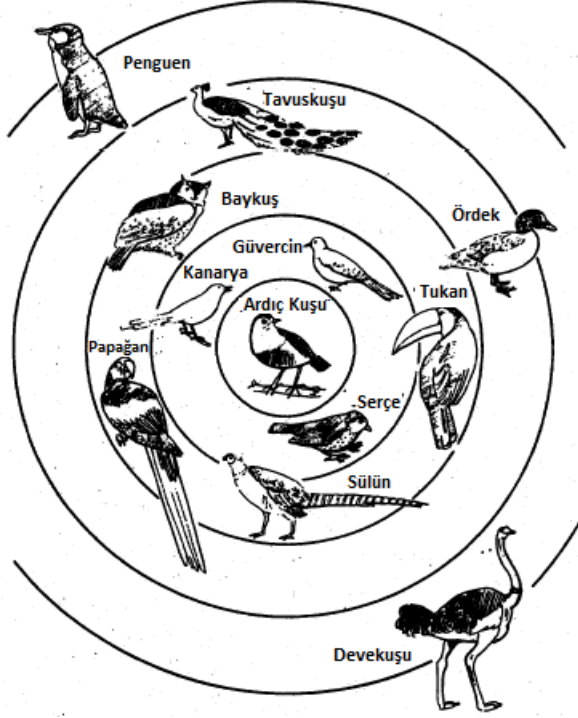 Penguen
Tavuskuşu
Baykuş
Ördek
Güvercin
Kanarya
Tukan
Ardıç Kuşu
Papağan
Serçe
Sülün
Devekuşu